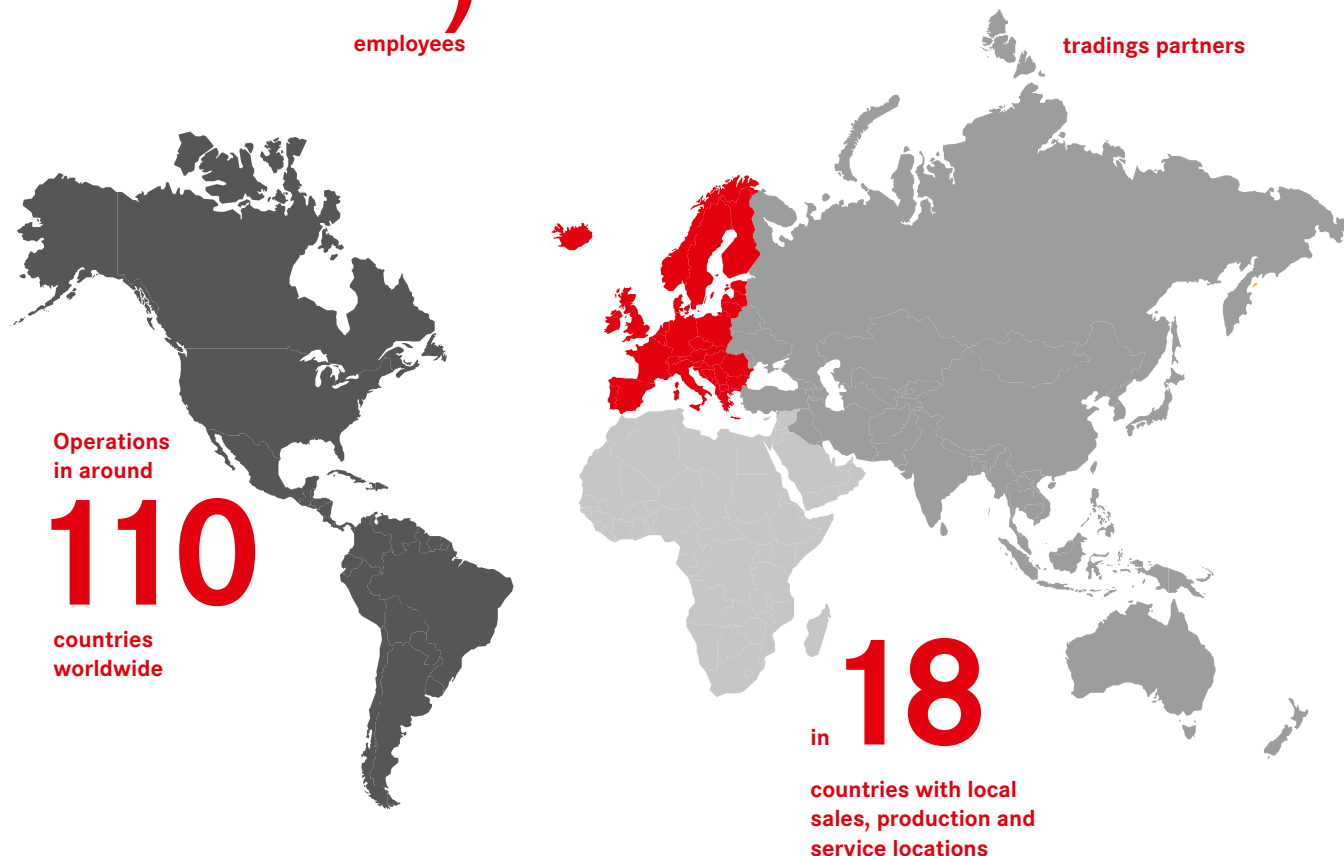 employees
tradings partners
Operations
in around
110
countries
worldwide
in 18
countries with local
sales, production and
service locations